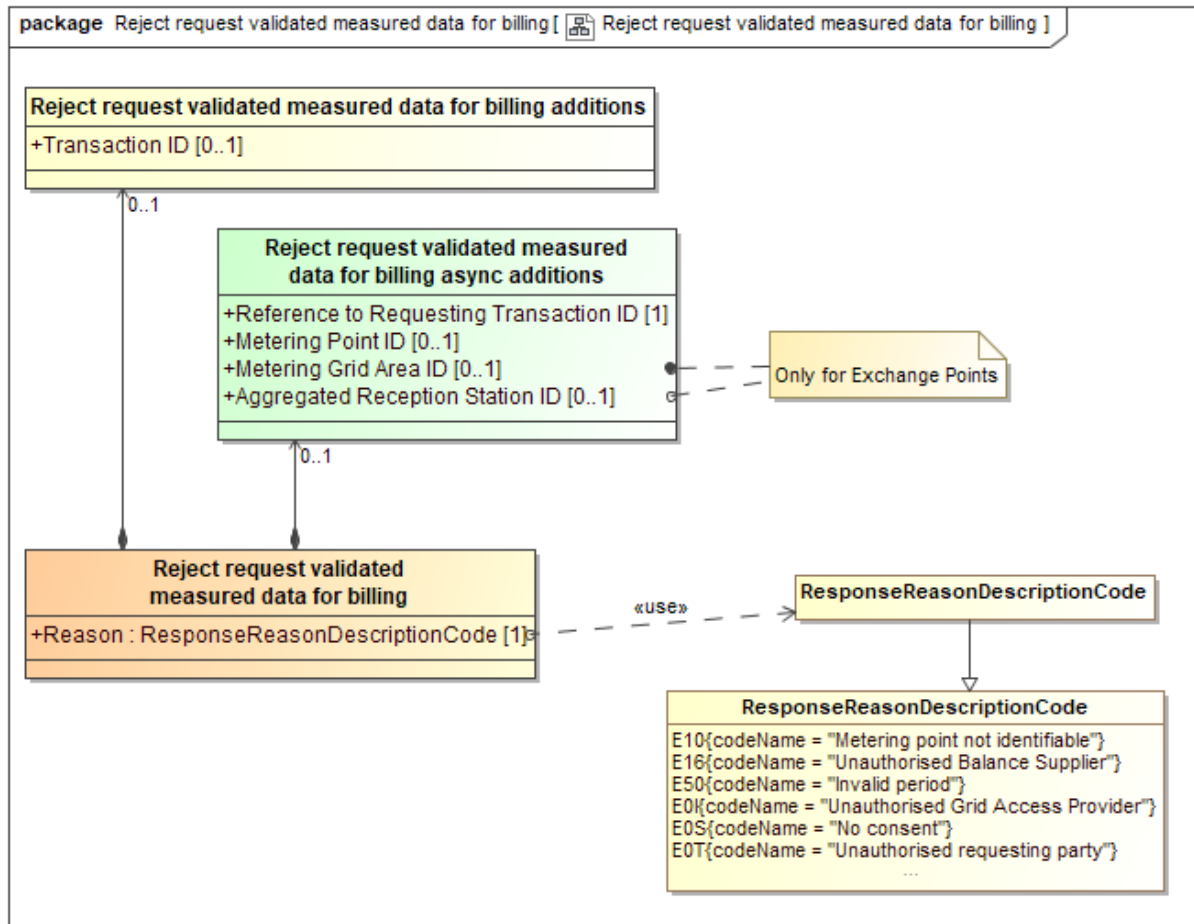 package Reject request validated measured data for billing [ Reject request validated measured data for billing ]
Reject request validated measured data for billing additions
+Transaction ID [0..1]
0..1
Reject request validated measured
data for billing async additions
+Reference to Requesting Transaction ID [1]
+Metering Point ID [0..1]
+Metering Grid Area ID [0..1]
+Aggregated Reception Station ID [0..1]
Only for Exchange Points
0..1
Reject request validated
measured data for billing
+Reason : ResponseReasonDescriptionCode [1]
«use»
ResponseReasonDescriptionCode
ResponseReasonDescriptionCode
E10{codeName = "Metering point not identifiable"}
E16{codeName = "Unauthorised Balance Supplier"}
E50{codeName = "Invalid period"}
E0I{codeName = "Unauthorised Grid Access Provider"}
E0S{codeName = "No consent"}
E0T{codeName = "Unauthorised requesting party"}
...